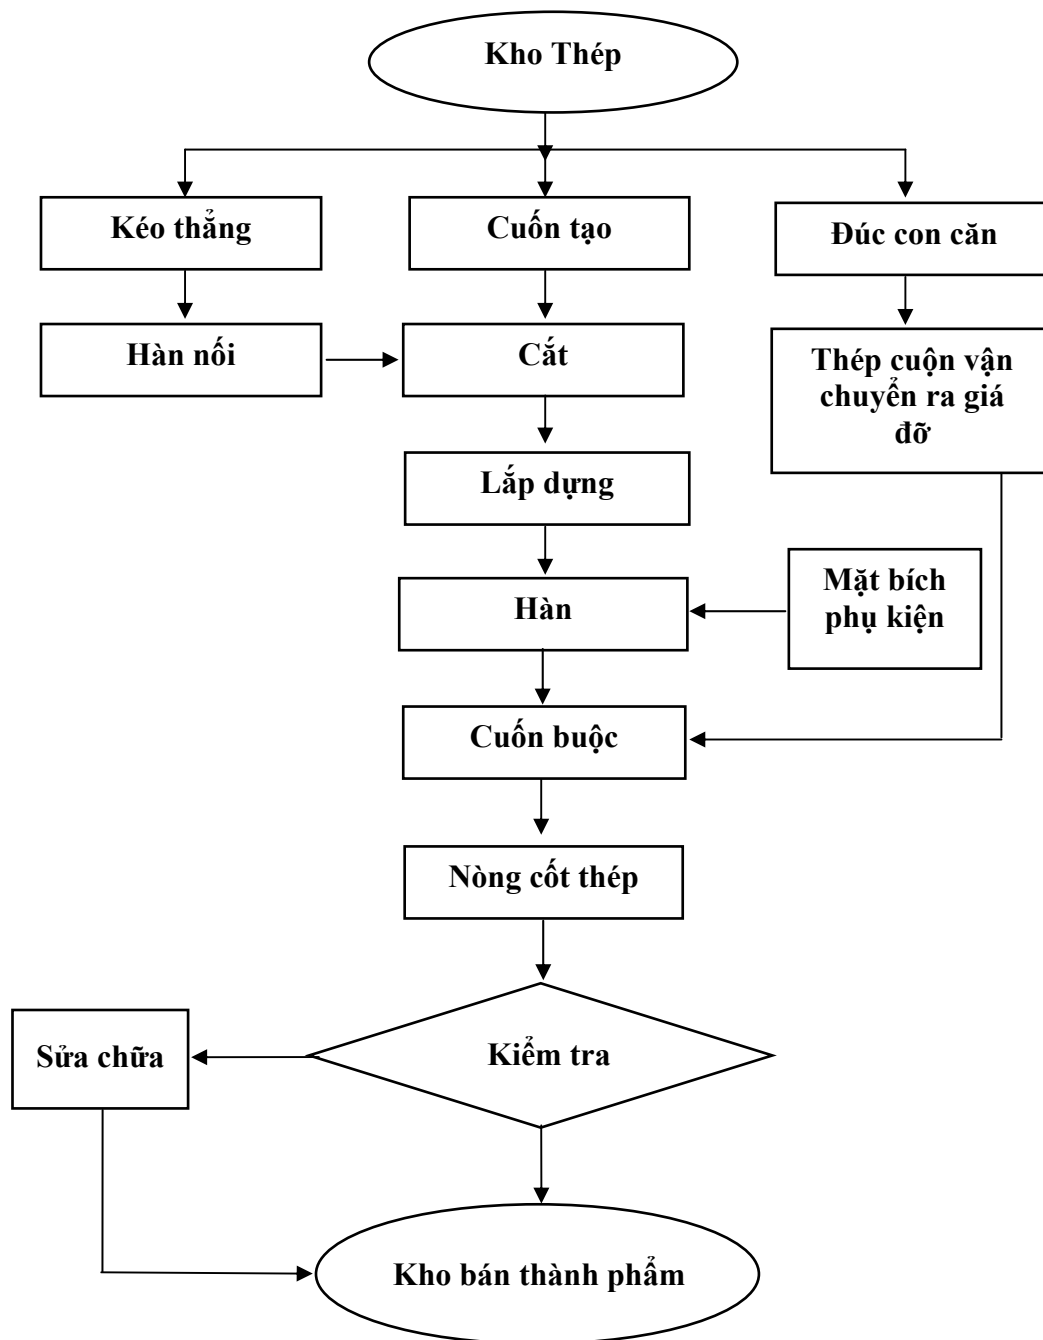 Kho Thép
Kéo thẳng
Cuốn tạo
Đúc con căn
Hàn nối
Cắt
Thép cuộn vận
chuyển ra giá
đỡ
Lắp dựng
Mặt bích
phụ kiện
Hàn
Cuốn buộc
Nòng cốt thép
Kiểm tra
Sửa chữa
Kho bán thành phẩm